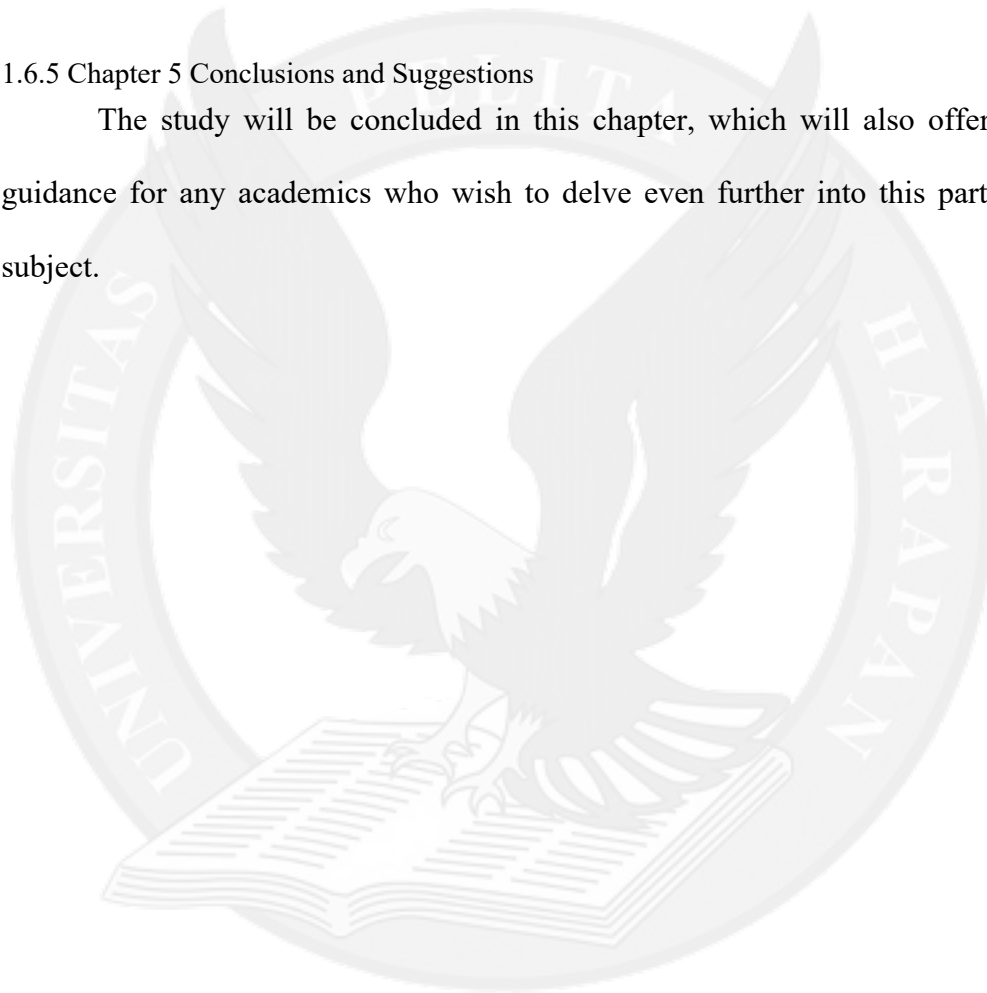 1.6.5 Chapter 5 Conclusions and Suggestions
The study will be concluded in this chapter, which will also offer
guidance for any academics who wish to delve even further into this part
subject.
UNIVERSITAS PELITA HARAPAN